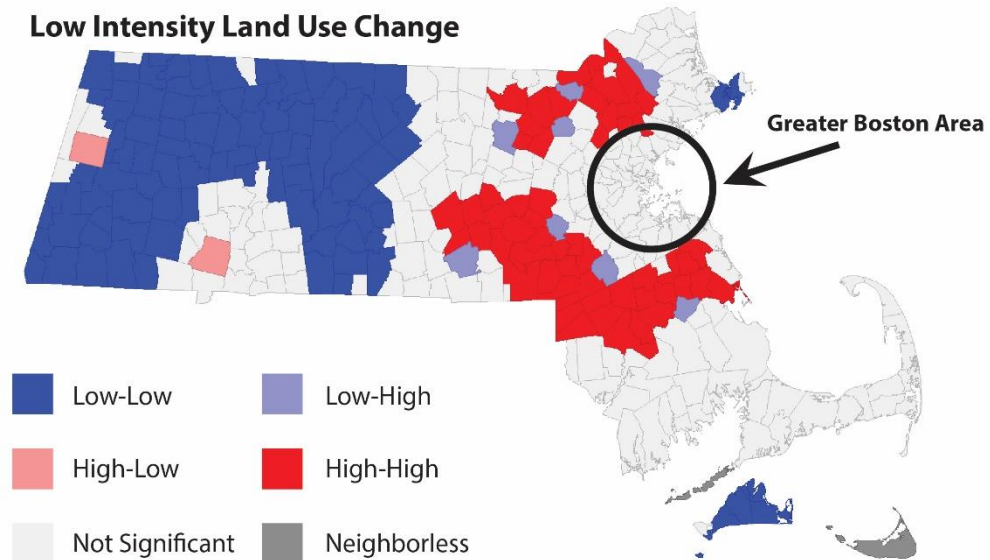 Low Intensity Land Use Change
Greater Boston Area
Low-Low
Low-High
High-Low
High-High
Not Significant
Neighborless